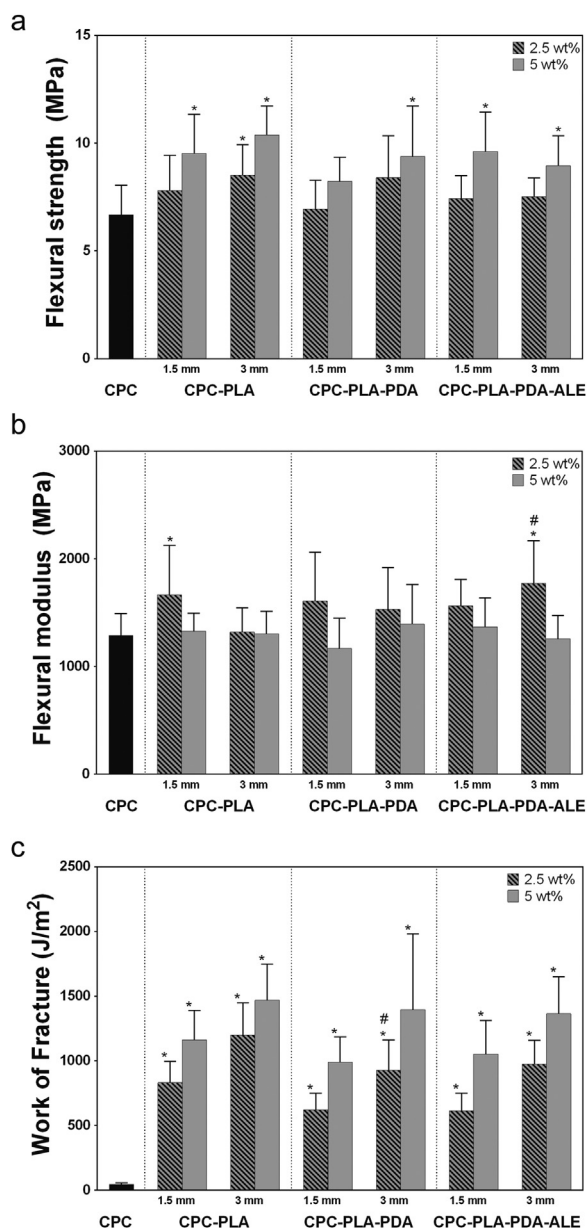 a
Flexural strength (MPa)
15
10
5
0
2.5 wt%
5 wt%
*
*
*
*
*
*
1.5 mm
3 mm
1.5 mm
3 mm
1.5 mm
3 mm
CPC
CPC-PLA
CPC-PLA-PDA
CPC-PLA-PDA-ALE
b
Flexural modulus (MPa)
3000
2000
1000
0
2.5 wt%
5 wt%
*
#
*
1.5 mm
3 mm
1.5 mm
3 mm
1.5 mm
3 mm
CPC
CPC-PLA
CPC-PLA-PDA
CPC-PLA-PDA-ALE
c
Work of Fracture (J/m²)
2500
2000
1500
1000
500
0
2.5 wt%
5 wt%
*
*
*
*
*
*
#
*
*
*
*
*
*
1.5 mm
3 mm
1.5 mm
3 mm
1.5 mm
3 mm
CPC
CPC-PLA
CPC-PLA-PDA
CPC-PLA-PDA-ALE